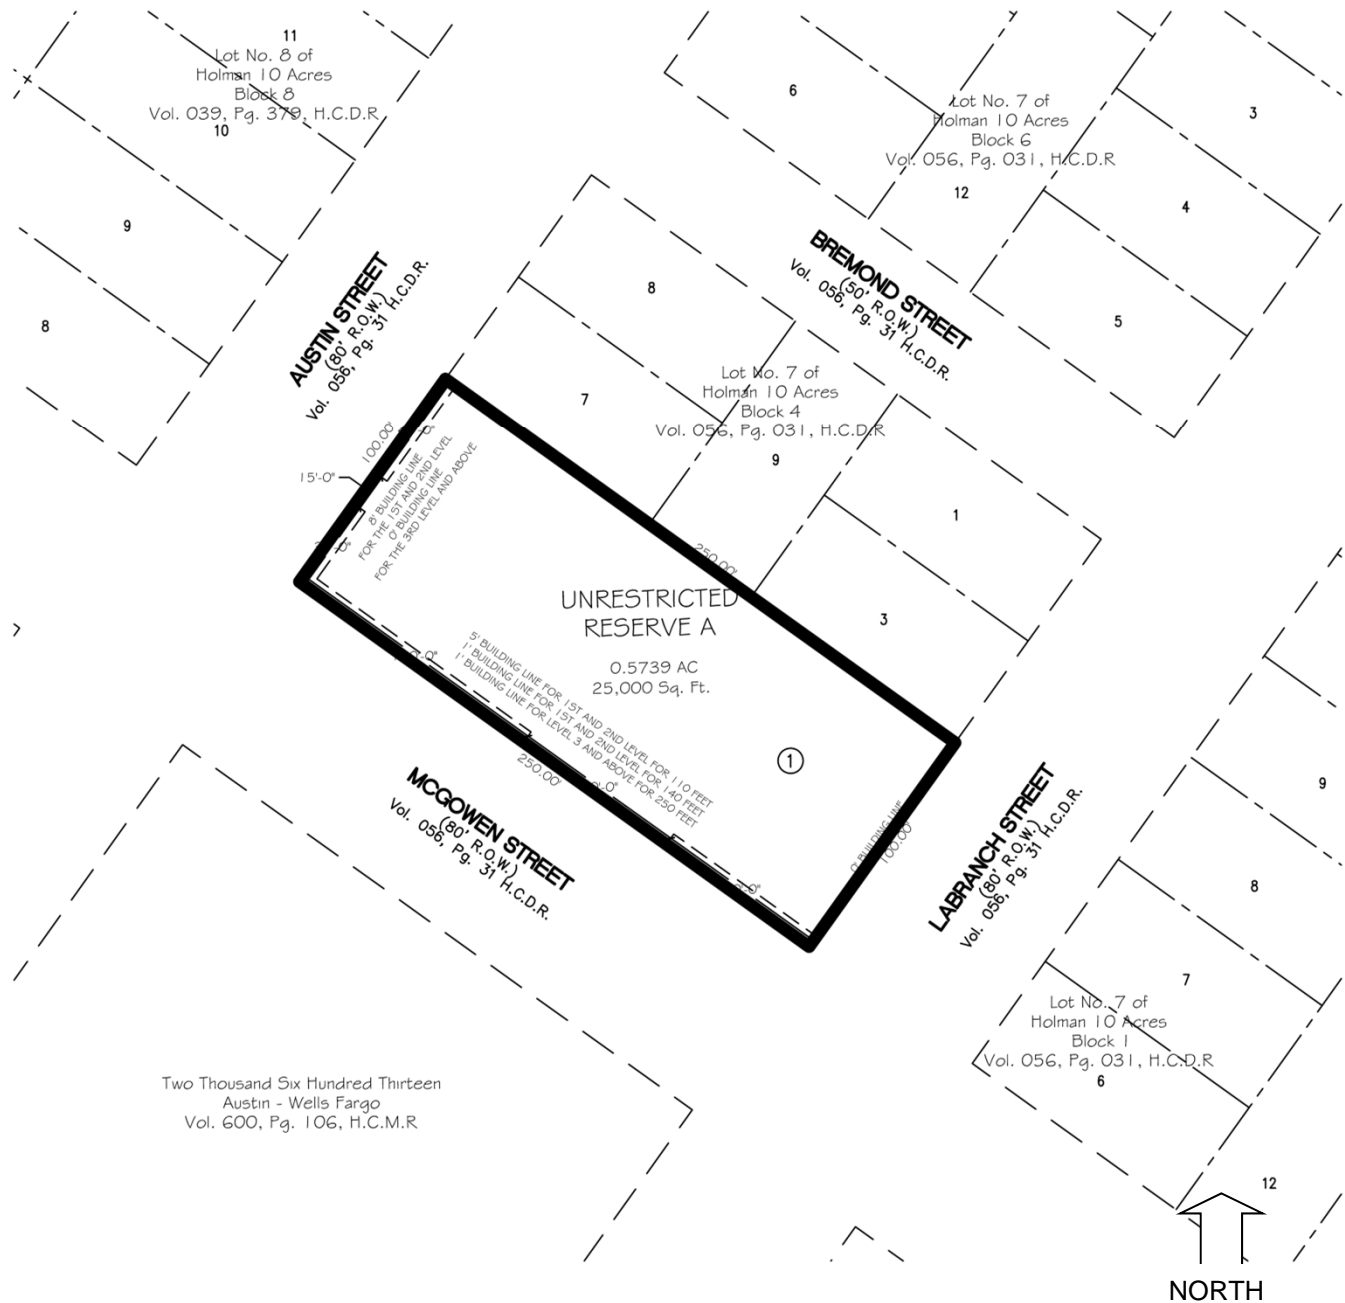 11
Lot No. 8 of
Holman 10 Acres
Block 8
Vol. 039, Pg. 379, H.C.D.R
10
9
8
6
Lot No. 7 of
Holman 10 Acres
Block 6
Vol. 056, Pg. 031, H.C.D.R
12
3
4
5
AUSTIN STREET
(80' R.O.W.)
Vol. 056, Pg. 31 H.C.D.R.
BREMOND STREET
(50' R.O.W.)
Vol. 056, Pg. 31 H.C.D.R.
8
7
Lot No. 7 of
Holman 10 Acres
Block 4
Vol. 056, Pg. 031, H.C.D.R
9
1
3
100.00'
15'-0"
8' BUILDING LINE
FOR THE 1ST AND 2ND LEVEL
0' BUILDING LINE
FOR THE 3RD LEVEL AND ABOVE
250.00'
UNRESTRICTED
RESERVE A
0.5739 AC
25,000 Sq. Ft.
5' BUILDING LINE FOR 1ST AND 2ND LEVEL FOR 110 FEET
1' BUILDING LINE FOR 1ST AND 2ND LEVEL FOR 140 FEET
1' BUILDING LINE FOR LEVEL 3 AND ABOVE FOR 250 FEET
1
250.00'
0' BUILDING LINE
100.00'
MCGOWEN STREET
(80' R.O.W.)
Vol. 056, Pg. 31 H.C.D.R.
LABRANCH STREET
(80' R.O.W.)
Vol. 056, Pg. 31 H.C.D.R.
9
8
7
Lot No. 7 of
Holman 10 Acres
Block 1
Vol. 056, Pg. 031, H.C.D.R
6
12
Two Thousand Six Hundred Thirteen
Austin - Wells Fargo
Vol. 600, Pg. 106, H.C.M.R
NORTH